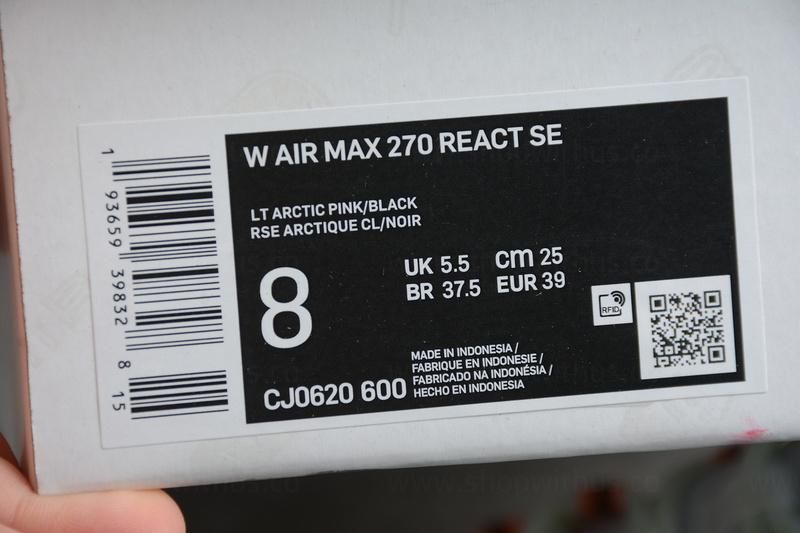 W AIR MAX 270 REACT SE
LT ARCTIC PINK/BLACK
RSE ARCTIQUE CL/NOIR
8
UK 5.5 cm 25
BR 37.5 EUR 39
RFID
CJ0620 600
MADE IN INDONESIA /
FABRIQUE EN INDONESIE /
FABRICADO NA INDONÉSIA /
HECHO EN INDONESIA
1 93659 39832 8 15